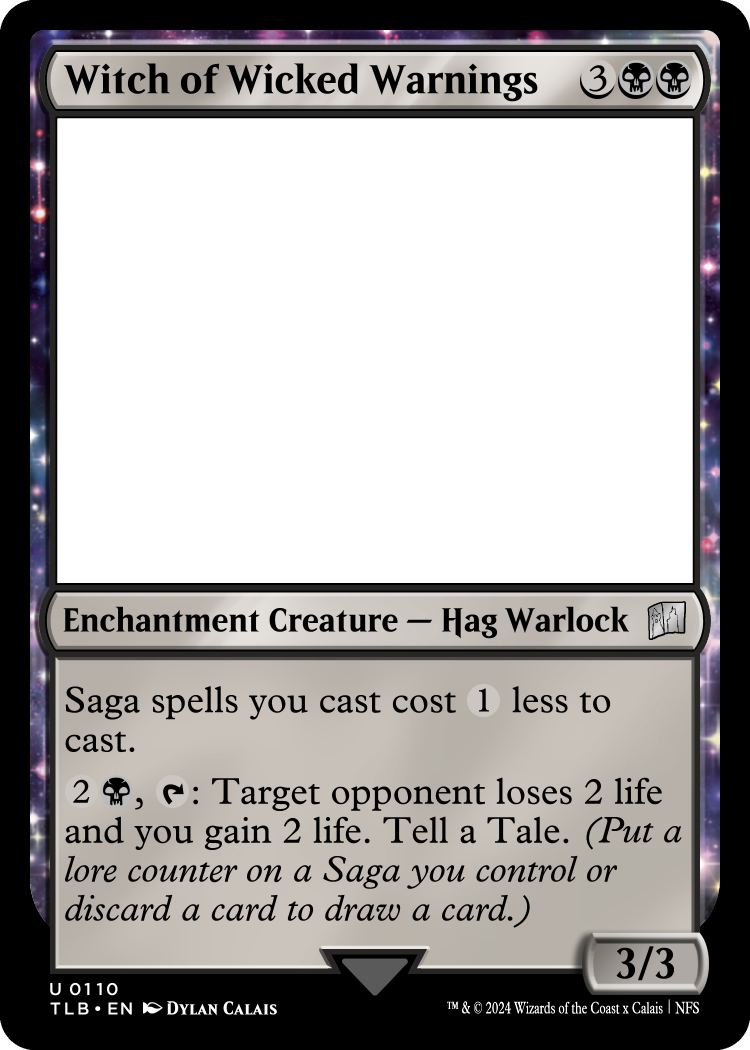 Witch of Wicked Warnings 3
Enchantment Creature — Hag Warlock
Saga spells you cast cost 1 less to
cast.
2 , : Target opponent loses 2 life
and you gain 2 life. Tell a Tale. (Put a
lore counter on a Saga you control or
discard a card to draw a card.)
3/3
U 0110
TLB • EN Dylan Calais
™ & © 2024 Wizards of the Coast x Calais | NFS